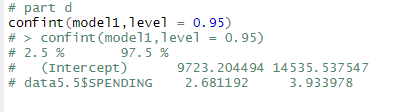 # part d
confint(model1,level = 0.95)
# > confint(model1,level = 0.95)
# 2.5 %      97.5 %
#   (Intercept)        9723.204494 14535.537547
# data5.5$SPENDING    2.681192     3.933978